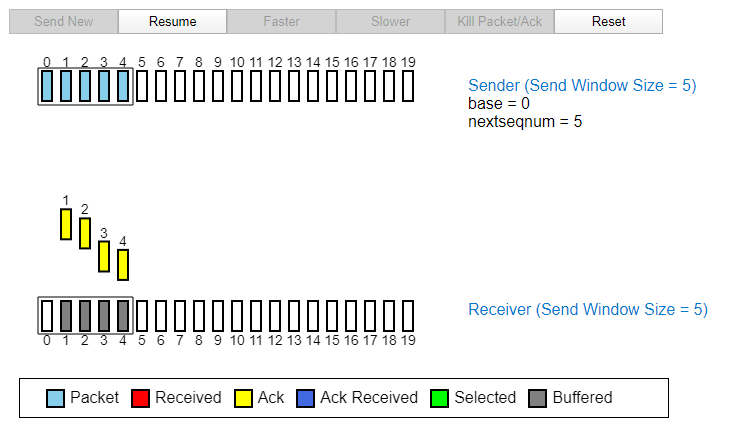 Send New Resume Faster Slower Kill Packet/Ack Reset
0 1 2 3 4 5 6 7 8 9 10 11 12 13 14 15 16 17 18 19
Sender (Send Window Size = 5)
base = 0
nextseqnum = 5
1
2
3
4
Receiver (Send Window Size = 5)
0 1 2 3 4 5 6 7 8 9 10 11 12 13 14 15 16 17 18 19
Packet Received Ack Ack Received Selected Buffered